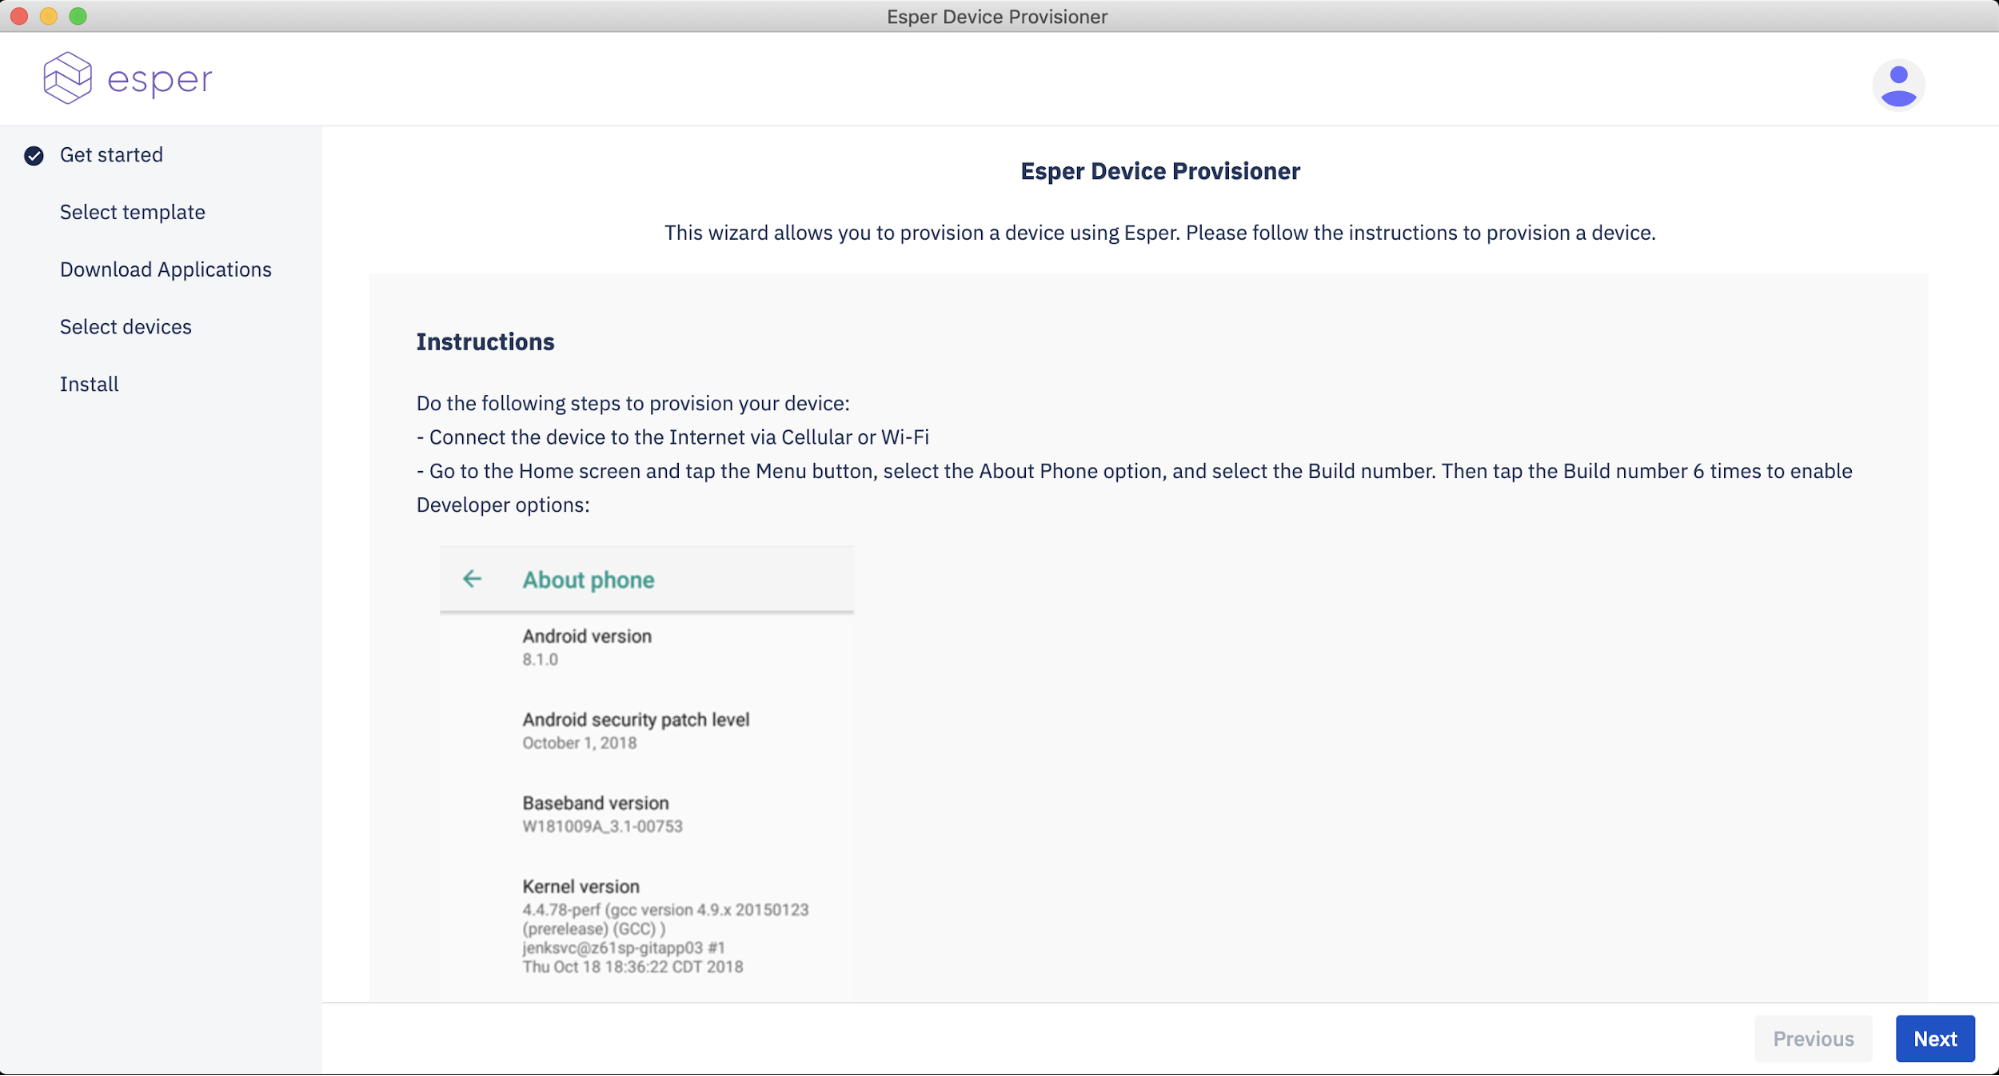 Esper Device Provisioner
esper
Get started
Select template
Download Applications
Select devices
Install
Esper Device Provisioner
This wizard allows you to provision a device using Esper. Please follow the instructions to provision a device.
Instructions
Do the following steps to provision your device:
- Connect the device to the Internet via Cellular or Wi-Fi
- Go to the Home screen and tap the Menu button, select the About Phone option, and select the Build number. Then tap the Build number 6 times to enable
Developer options:
About phone
Android version
8.1.0
Android security patch level
October 1, 2018
Baseband version
W181009A_3.1-00753
Kernel version
4.4.78-perf (gcc version 4.9.x 20150123
(prerelease) (GCC) )
jenksvc@z61sp-gitapp03 #1
Thu Oct 18 18:36:22 CDT 2018
Previous
Next